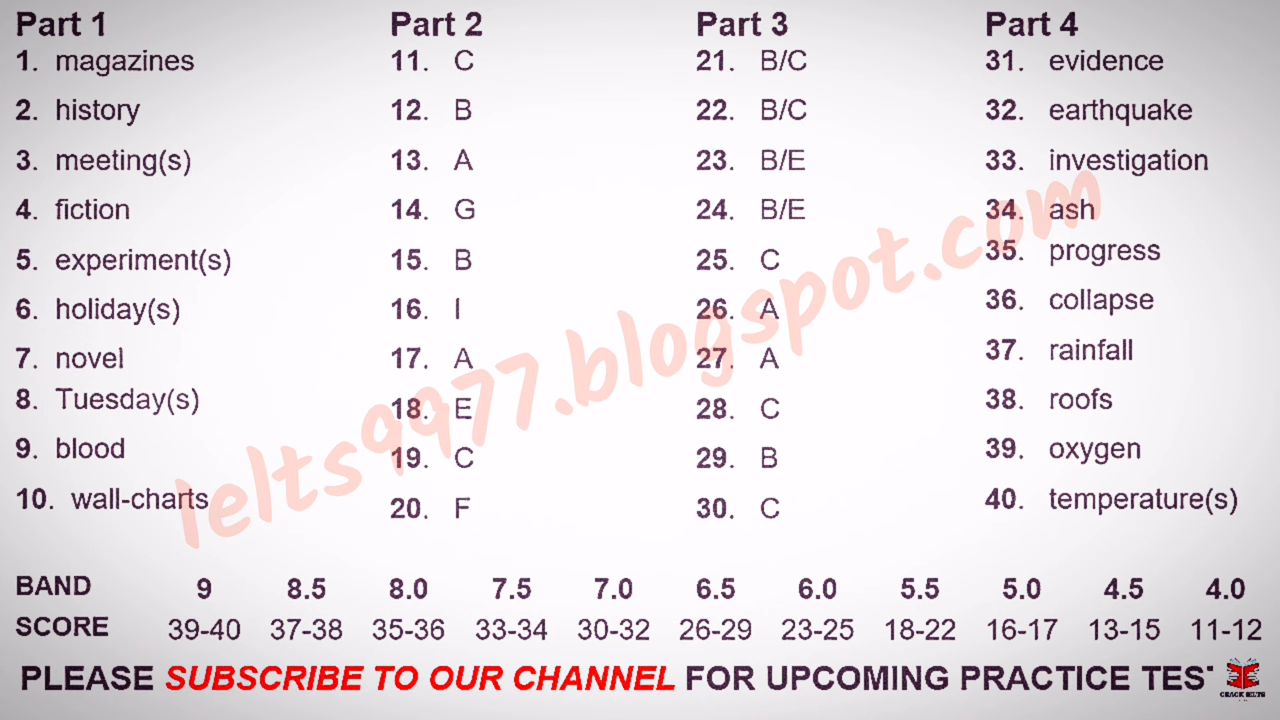 Part 1
1. magazines
2. history
3. meeting(s)
4. fiction
5. experiment(s)
6. holiday(s)
7. novel
8. Tuesday(s)
9. blood
10. wall-charts
Part 2
11. C
12. B
13. A
14. G
15. B
16. I
17. A
18. E
19. C
20. F
Part 3
21. B/C
22. B/C
23. B/E
24. B/E
25. C
26. A
27. A
28. C
29. B
30. C
Part 4
31. evidence
32. earthquake
33. investigation
34. ash
35. progress
36. collapse
37. rainfall
38. roofs
39. oxygen
40. temperature(s)
Ielts9977.blogspot.com
BAND 9 8.5 8.0 7.5 7.0 6.5 6.0 5.5 5.0 4.5 4.0
SCORE 39-40 37-38 35-36 33-34 30-32 26-29 23-25 18-22 16-17 13-15 11-12
PLEASE SUBSCRIBE TO OUR CHANNEL FOR UPCOMING PRACTICE TES
CRACK IELTS